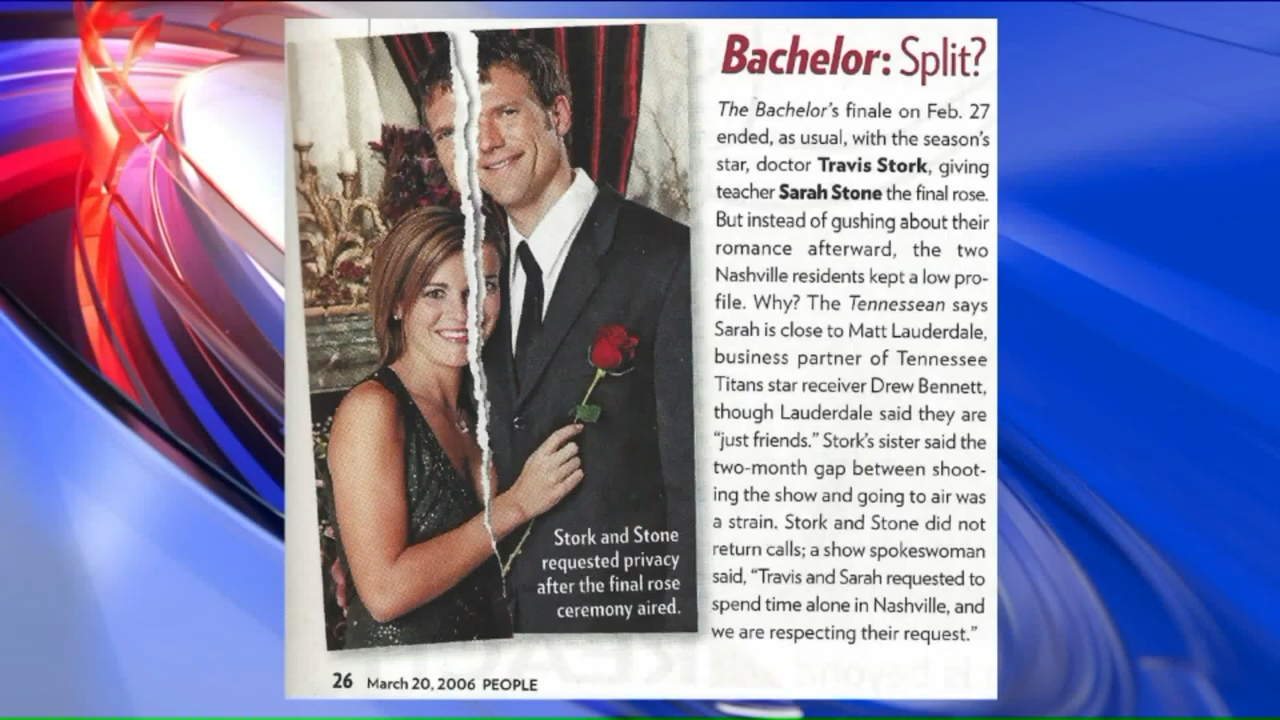 Bachelor: Split?
The Bachelor's finale on Feb. 27
ended, as usual, with the season's
star, doctor Travis Stork, giving
teacher Sarah Stone the final rose.
But instead of gushing about their
romance afterward, the two
Nashville residents kept a low pro-
file. Why? The Tennessean says
Sarah is close to Matt Lauderdale,
business partner of Tennessee
Titans star receiver Drew Bennett,
though Lauderdale said they are
“just friends.” Stork's sister said the
two-month gap between shoot-
ing the show and going to air was
a strain. Stork and Stone did not
return calls; a show spokeswoman
said, “Travis and Sarah requested to
spend time alone in Nashville, and
we are respecting their request.”
Stork and Stone
requested privacy
after the final rose
ceremony aired.
26 March 20, 2006 PEOPLE